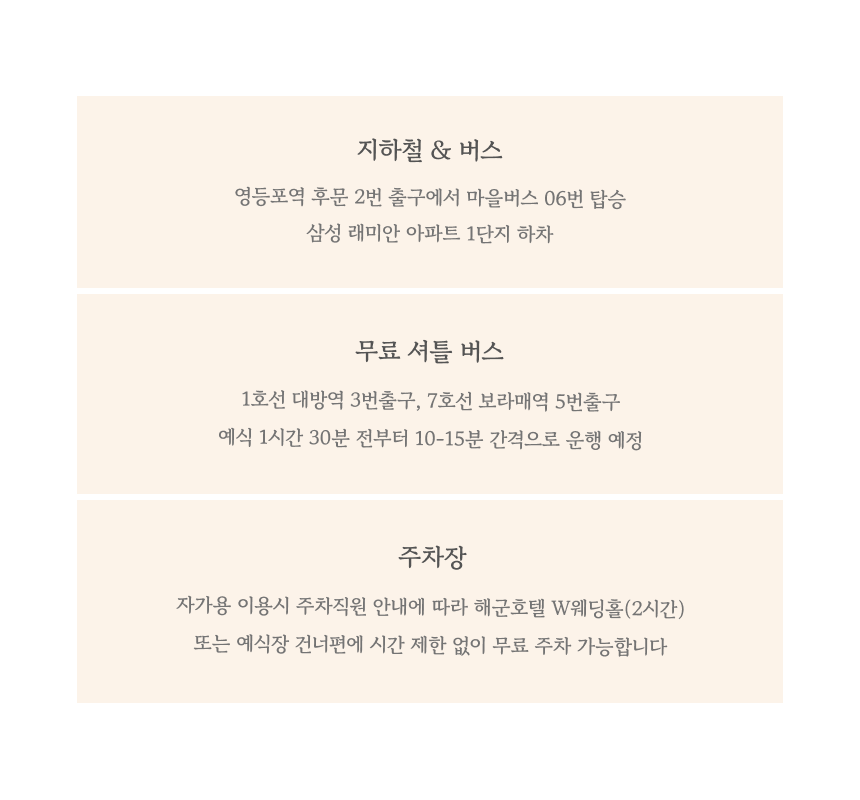 지하철 & 버스
영등포역 후문 2번 출구에서 마을버스 06번 탑승
삼성 래미안 아파트 1단지 하차
무료 셔틀 버스
1호선 대방역 3번출구, 7호선 보라매역 5번출구
예식 1시간 30분 전부터 10-15분 간격으로 운행 예정
주차장
자가용 이용시 주차직원 안내에 따라 해군호텔 W웨딩홀(2시간)
또는 예식장 건너편에 시간 제한 없이 무료 주차 가능합니다